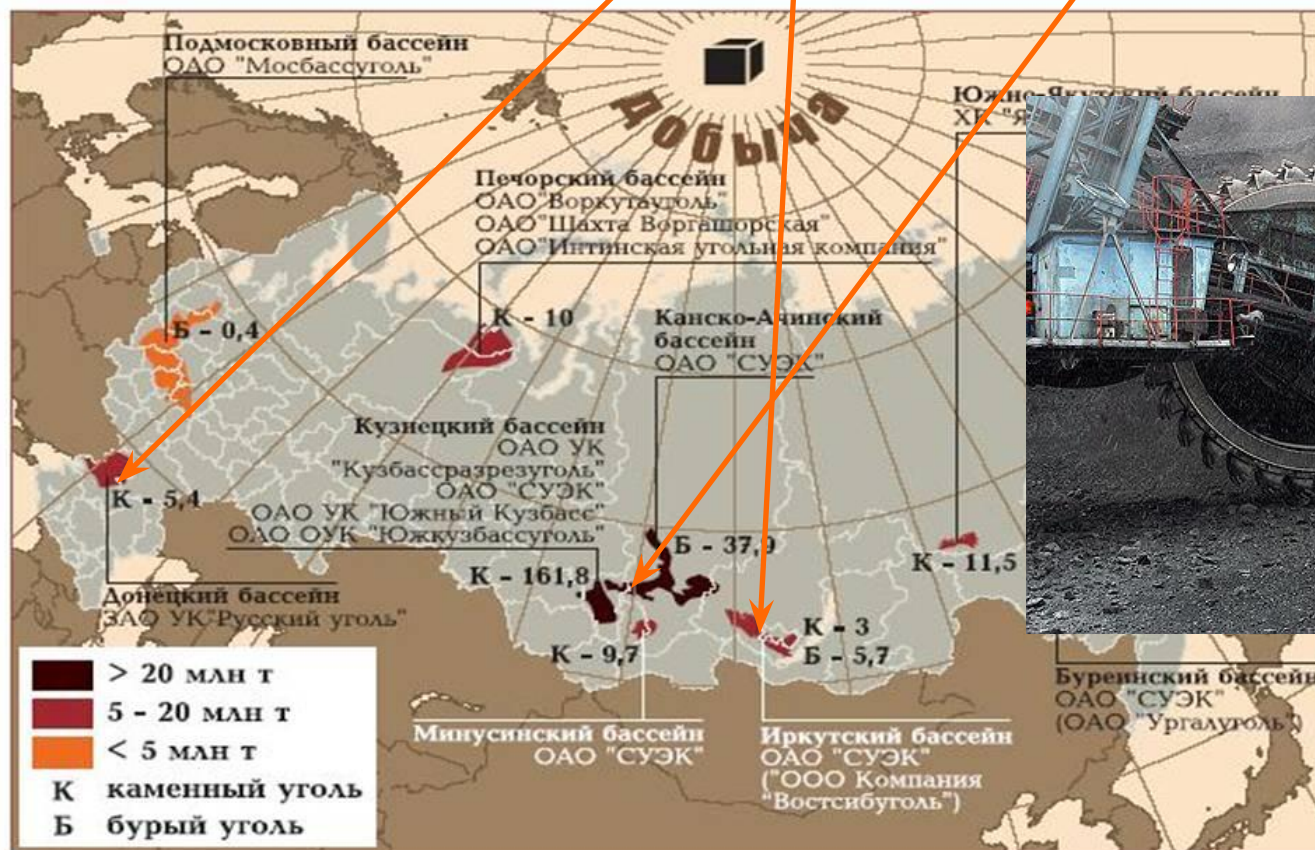 Подмосковный бассейн
ОАО "Мосбассуголь"
добыча
Южно-Якутский бассейн
ХК "Я
Печорский бассейн
ОАО"Воркутауголь"
ОАО"Шахта Воргашорская"
ОАО"Интинская угольная компания"
Б – 0,4
К – 10
Канско-Ачинский
бассейн
ОАО "СУЭК"
Кузнецкий бассейн
ОАО УК
"Кузбассразрезуголь"
ОАО "СУЭК"
ОАО УК "Южный Кузбасс"
ОАО ОУК "Южкузбассуголь"
К – 5,4
Донецкий бассейн
ЗАО УК"Русский уголь"
Б – 37,9
К – 161,8
К – 11,5
К – 9,7
К – 3
Б – 5,7
Минусинский бассейн
ОАО "СУЭК"
Иркутский бассейн
ОАО "СУЭК"
("ООО Компания
"Востсибуголь")
Буреинский бассейн
ОАО "СУЭК"
(ОАО "Ургалуголь")
> 20 млн т
5 – 20 млн т
< 5 млн т
К каменный уголь
Б бурый уголь